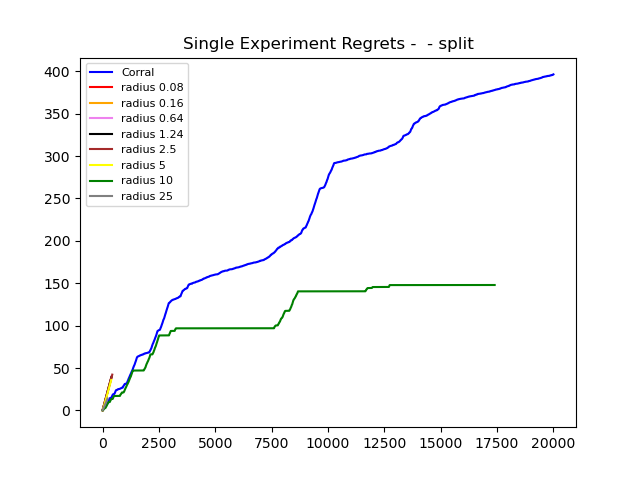 Single Experiment Regrets -  - split
400
350
300
250
200
150
100
50
0
Corral
radius 0.08
radius 0.16
radius 0.64
radius 1.24
radius 2.5
radius 5
radius 10
radius 25
0 2500 5000 7500 10000 12500 15000 17500 20000